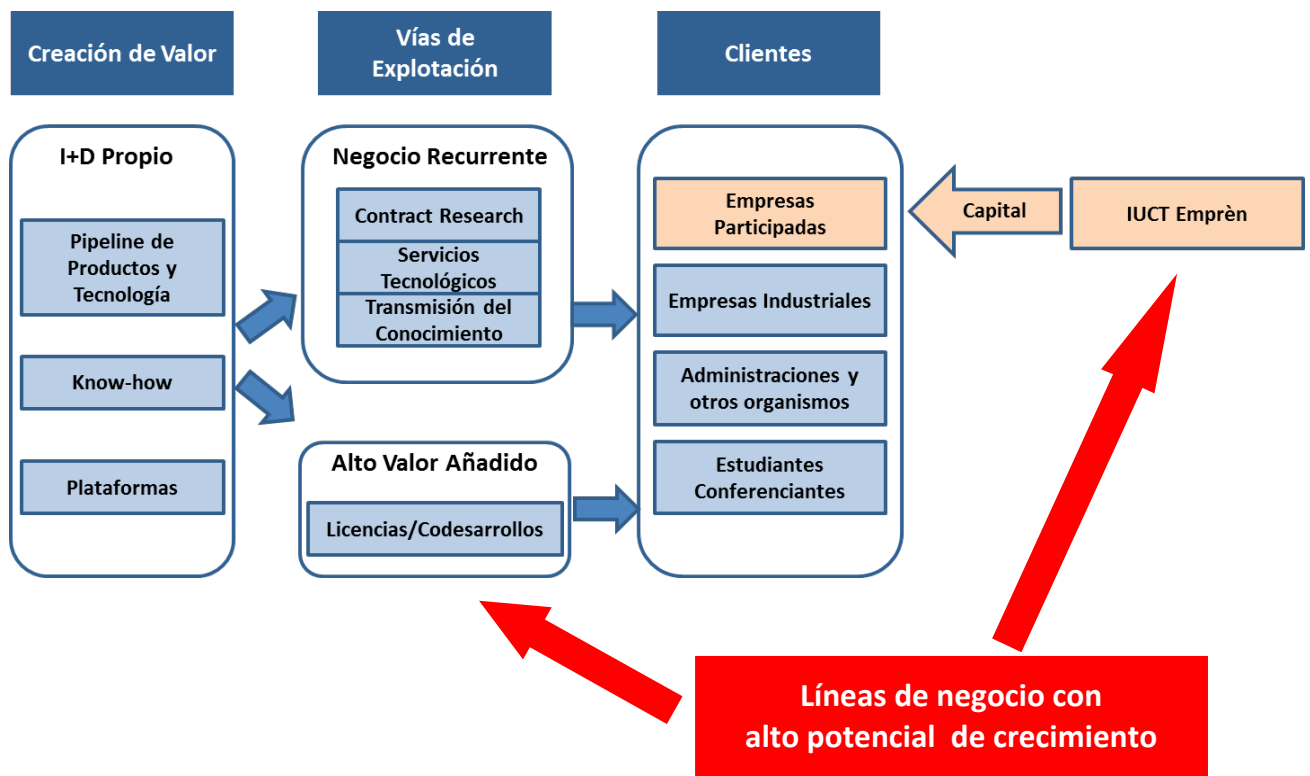 Creación de Valor
Vías de
Explotación
Clientes
I+D Propio
Pipeline de
Productos y
Tecnología
Know-how
Plataformas
Negocio Recurrente
Contract Research
Servicios
Tecnológicos
Transmisión del
Conocimiento
Alto Valor Añadido
Licencias/Codesarrollos
Empresas
Participadas
Empresas Industriales
Administraciones y
otros organismos
Estudiantes
Conferenciantes
Capital
IUCT Emprèn
Líneas de negocio con
alto potencial de crecimiento